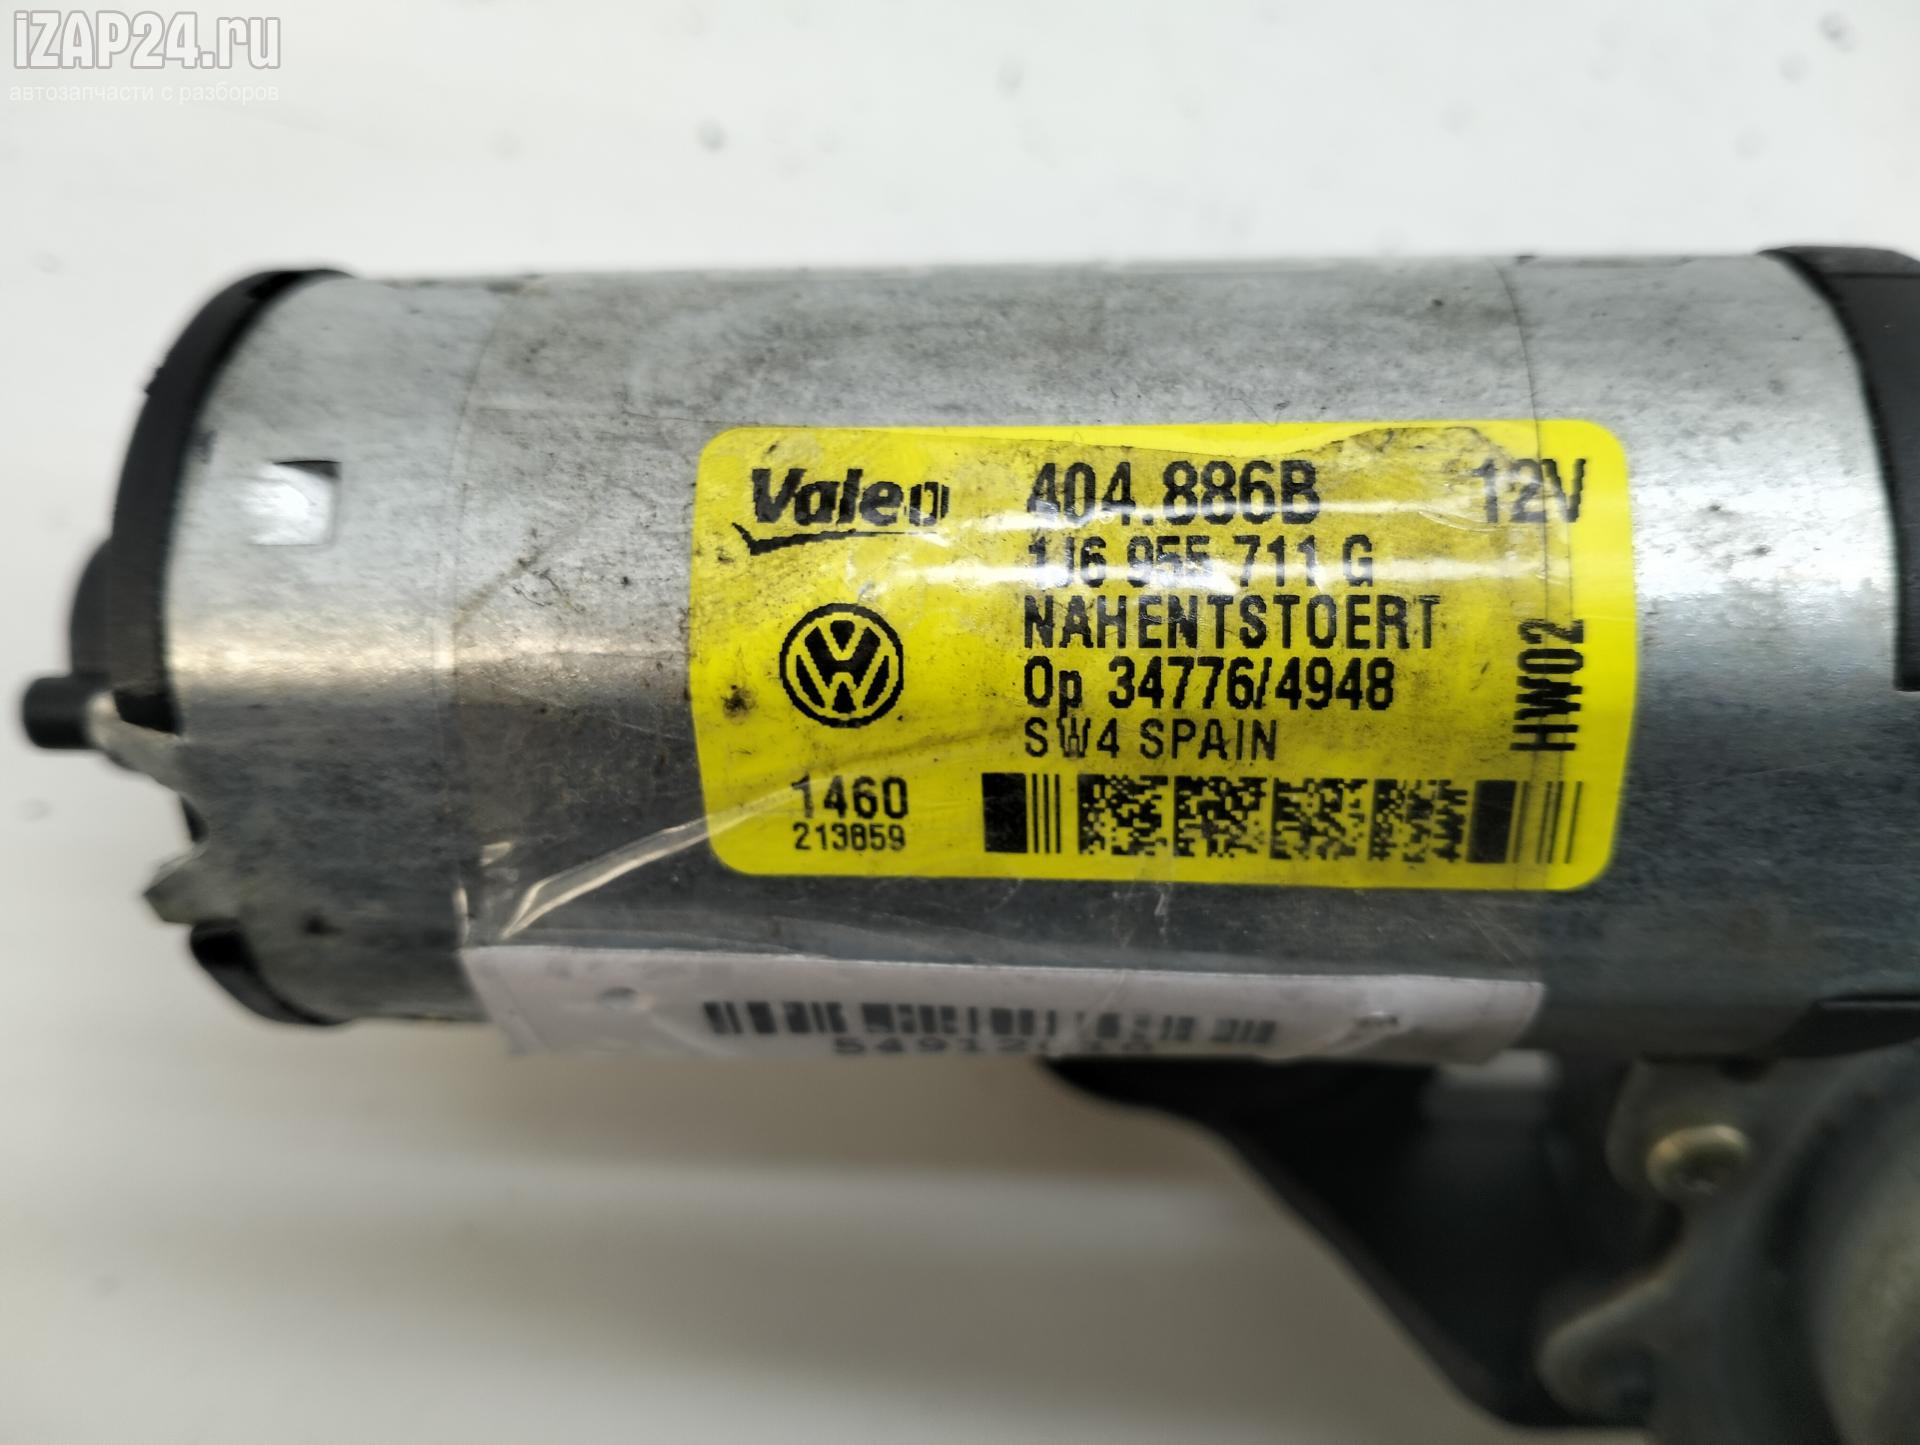 iZAP24.ru
автозапчасти с разборов
Valeo 404.886B 12V
1J6 955 711 G
NAHENTSTOERT
Op 34776/4948
SW4 SPAIN
HW02
1460
213859